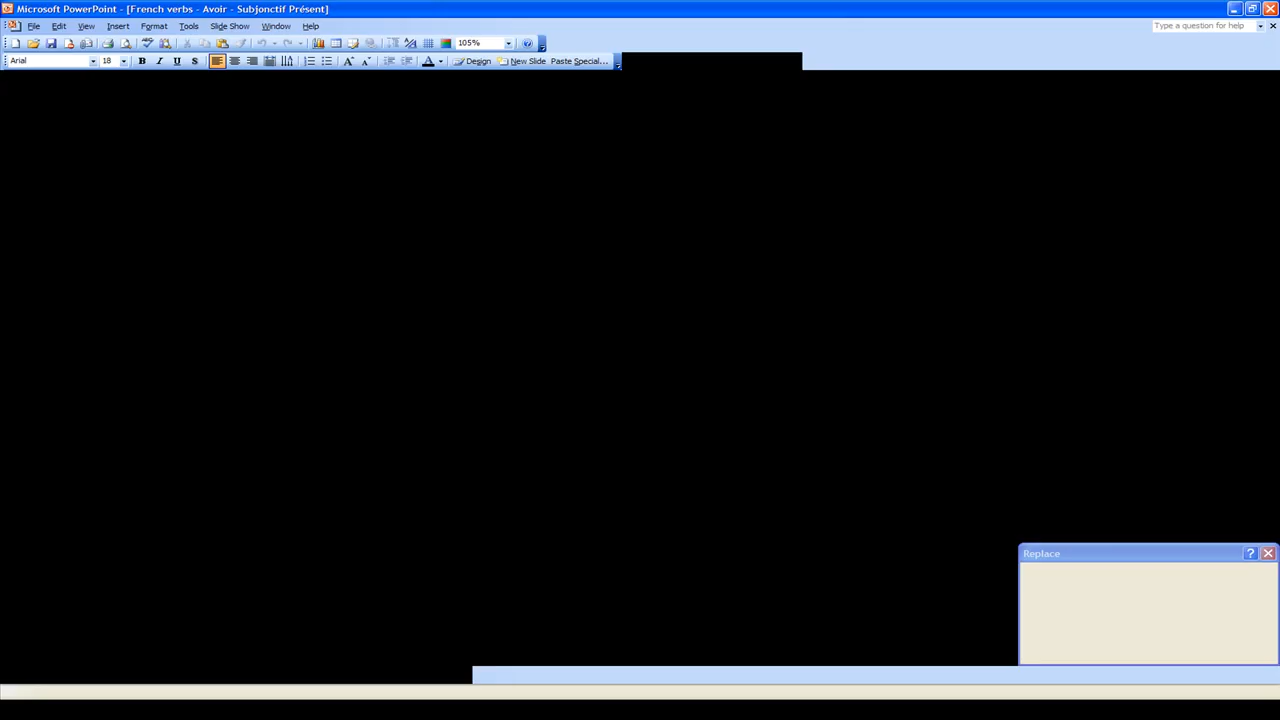 Microsoft PowerPoint - [French verbs - Avoir - Subjonctif Présent]
File Edit View Insert Format Tools Slide Show Window Help Type a question for help
105%
Arial 18 B I U S A A A Design New Slide Paste Special...
Replace